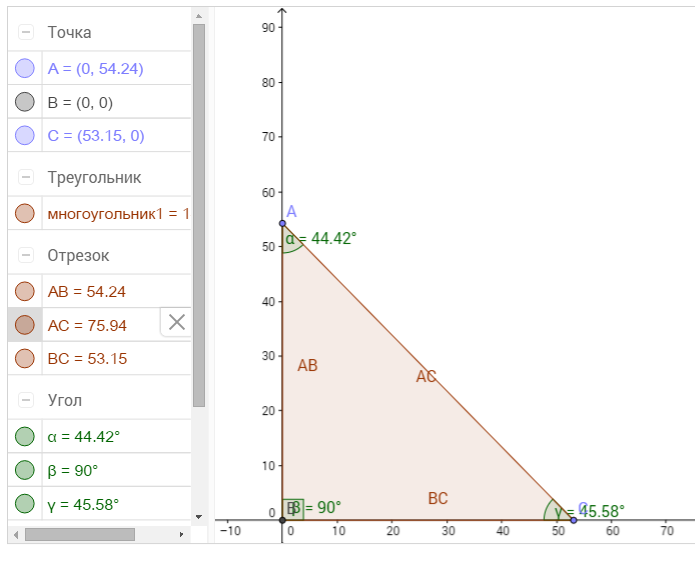 Точка
A = (0, 54.24)
B = (0, 0)
C = (53.15, 0)
Треугольник
многоугольник1 = 1
Отрезок
AB = 54.24
AC = 75.94
BC = 53.15
Угол
α = 44.42°
β = 90°
γ = 45.58°
90
80
70
60
A
50
α = 44.42°
40
30
AB
AC
20
10
BC
0
B
β = 90°
C
γ = 45.58°
−10
0
10
20
30
40
50
60
70